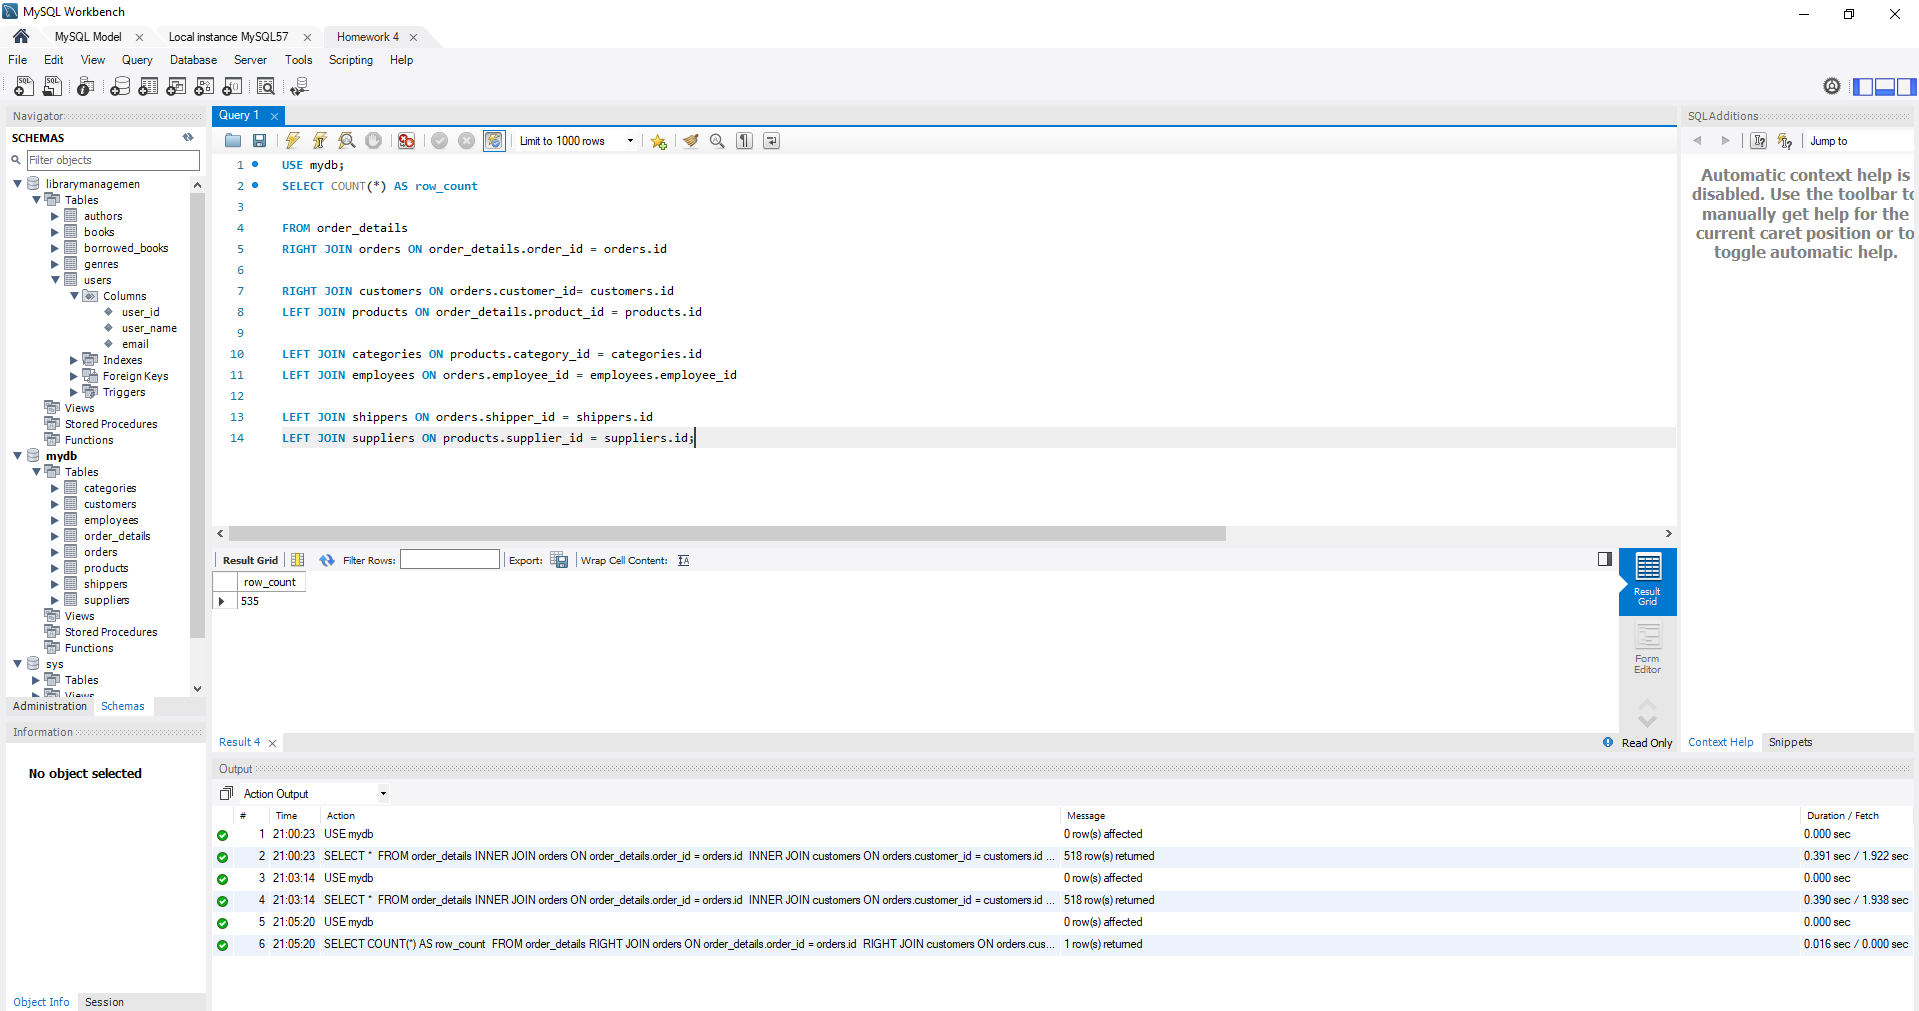 MySQL Workbench
MySQL Model
Local instance MySQL57
Homework 4
File Edit View Query Database Server Tools Scripting Help
Navigator
SCHEMAS
Filter objects
librarymanagemen
Tables
authors
books
borrowed_books
genres
users
Columns
user_id
user_name
email
Indexes
Foreign Keys
Triggers
Views
Stored Procedures
Functions
mydb
Tables
categories
customers
employees
order_details
orders
products
shippers
suppliers
Views
Stored Procedures
Functions
sys
Tables
Views
Administration Schemas
Information
No object selected
Object Info Session
Query 1
Limit to 1000 rows
1 USE mydb;
2 SELECT COUNT(*) AS row_count
3
4 FROM order_details
5 RIGHT JOIN orders ON order_details.order_id = orders.id
6
7 RIGHT JOIN customers ON orders.customer_id= customers.id
8 LEFT JOIN products ON order_details.product_id = products.id
9
10 LEFT JOIN categories ON products.category_id = categories.id
11 LEFT JOIN employees ON orders.employee_id = employees.employee_id
12
13 LEFT JOIN shippers ON orders.shipper_id = shippers.id
14 LEFT JOIN suppliers ON products.supplier_id = suppliers.id;
Result Grid Filter Rows: Export: Wrap Cell Content:
row_count
535
Result Grid
Form Editor
Result 4
Read Only
SQLAdditions
Jump to
Automatic context help is
disabled. Use the toolbar to
manually get help for the
current caret position or to
toggle automatic help.
Context Help Snippets
Output
Action Output
# Time Action Message Duration / Fetch
1 21:00:23 USE mydb 0 row(s) affected 0.000 sec
2 21:00:23 SELECT * FROM order_details INNER JOIN orders ON order_details.order_id = orders.id INNER JOIN customers ON orders.customer_id = customers.id ... 518 row(s) returned 0.391 sec / 1.922 sec
3 21:03:14 USE mydb 0 row(s) affected 0.000 sec
4 21:03:14 SELECT * FROM order_details INNER JOIN orders ON order_details.order_id = orders.id INNER JOIN customers ON orders.customer_id = customers.id ... 518 row(s) returned 0.390 sec / 1.938 sec
5 21:05:20 USE mydb 0 row(s) affected 0.000 sec
6 21:05:20 SELECT COUNT(*) AS row_count FROM order_details RIGHT JOIN orders ON order_details.order_id = orders.id RIGHT JOIN customers ON orders.cus... 1 row(s) returned 0.016 sec / 0.000 sec